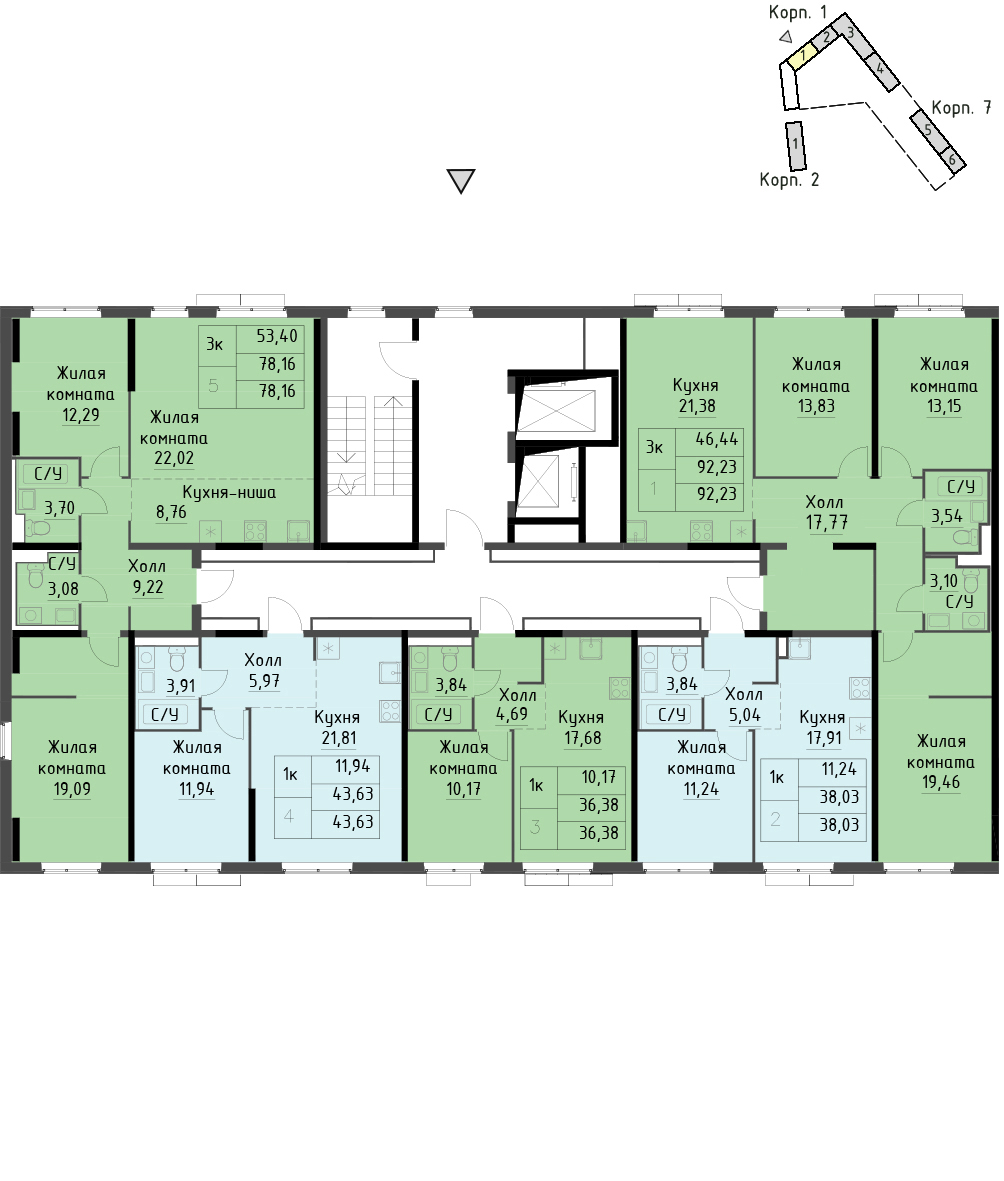 Корп. 1
1
2
3
4
Корп. 7
5
6
1
Корп. 2
3к
5
53,40
78,16
78,16
Жилая
комната
12,29
Жилая
комната
22,02
Кухня-ниша
8,76
С/У
3,70
С/У
3,08
Холл
9,22
Кухня
21,38
3к
1
46,44
92,23
92,23
Жилая
комната
13,83
Жилая
комната
13,15
Холл
17,77
С/У
3,54
3,10
С/У
Жилая
комната
19,09
3,91
С/У
Холл
5,97
Жилая
комната
11,94
Кухня
21,81
1к
4
11,94
43,63
43,63
3,84
С/У
Холл
4,69
Жилая
комната
10,17
Кухня
17,68
1к
3
10,17
36,38
36,38
3,84
С/У
Холл
5,04
Жилая
комната
11,24
Кухня
17,91
1к
2
11,24
38,03
38,03
Жилая
комната
19,46